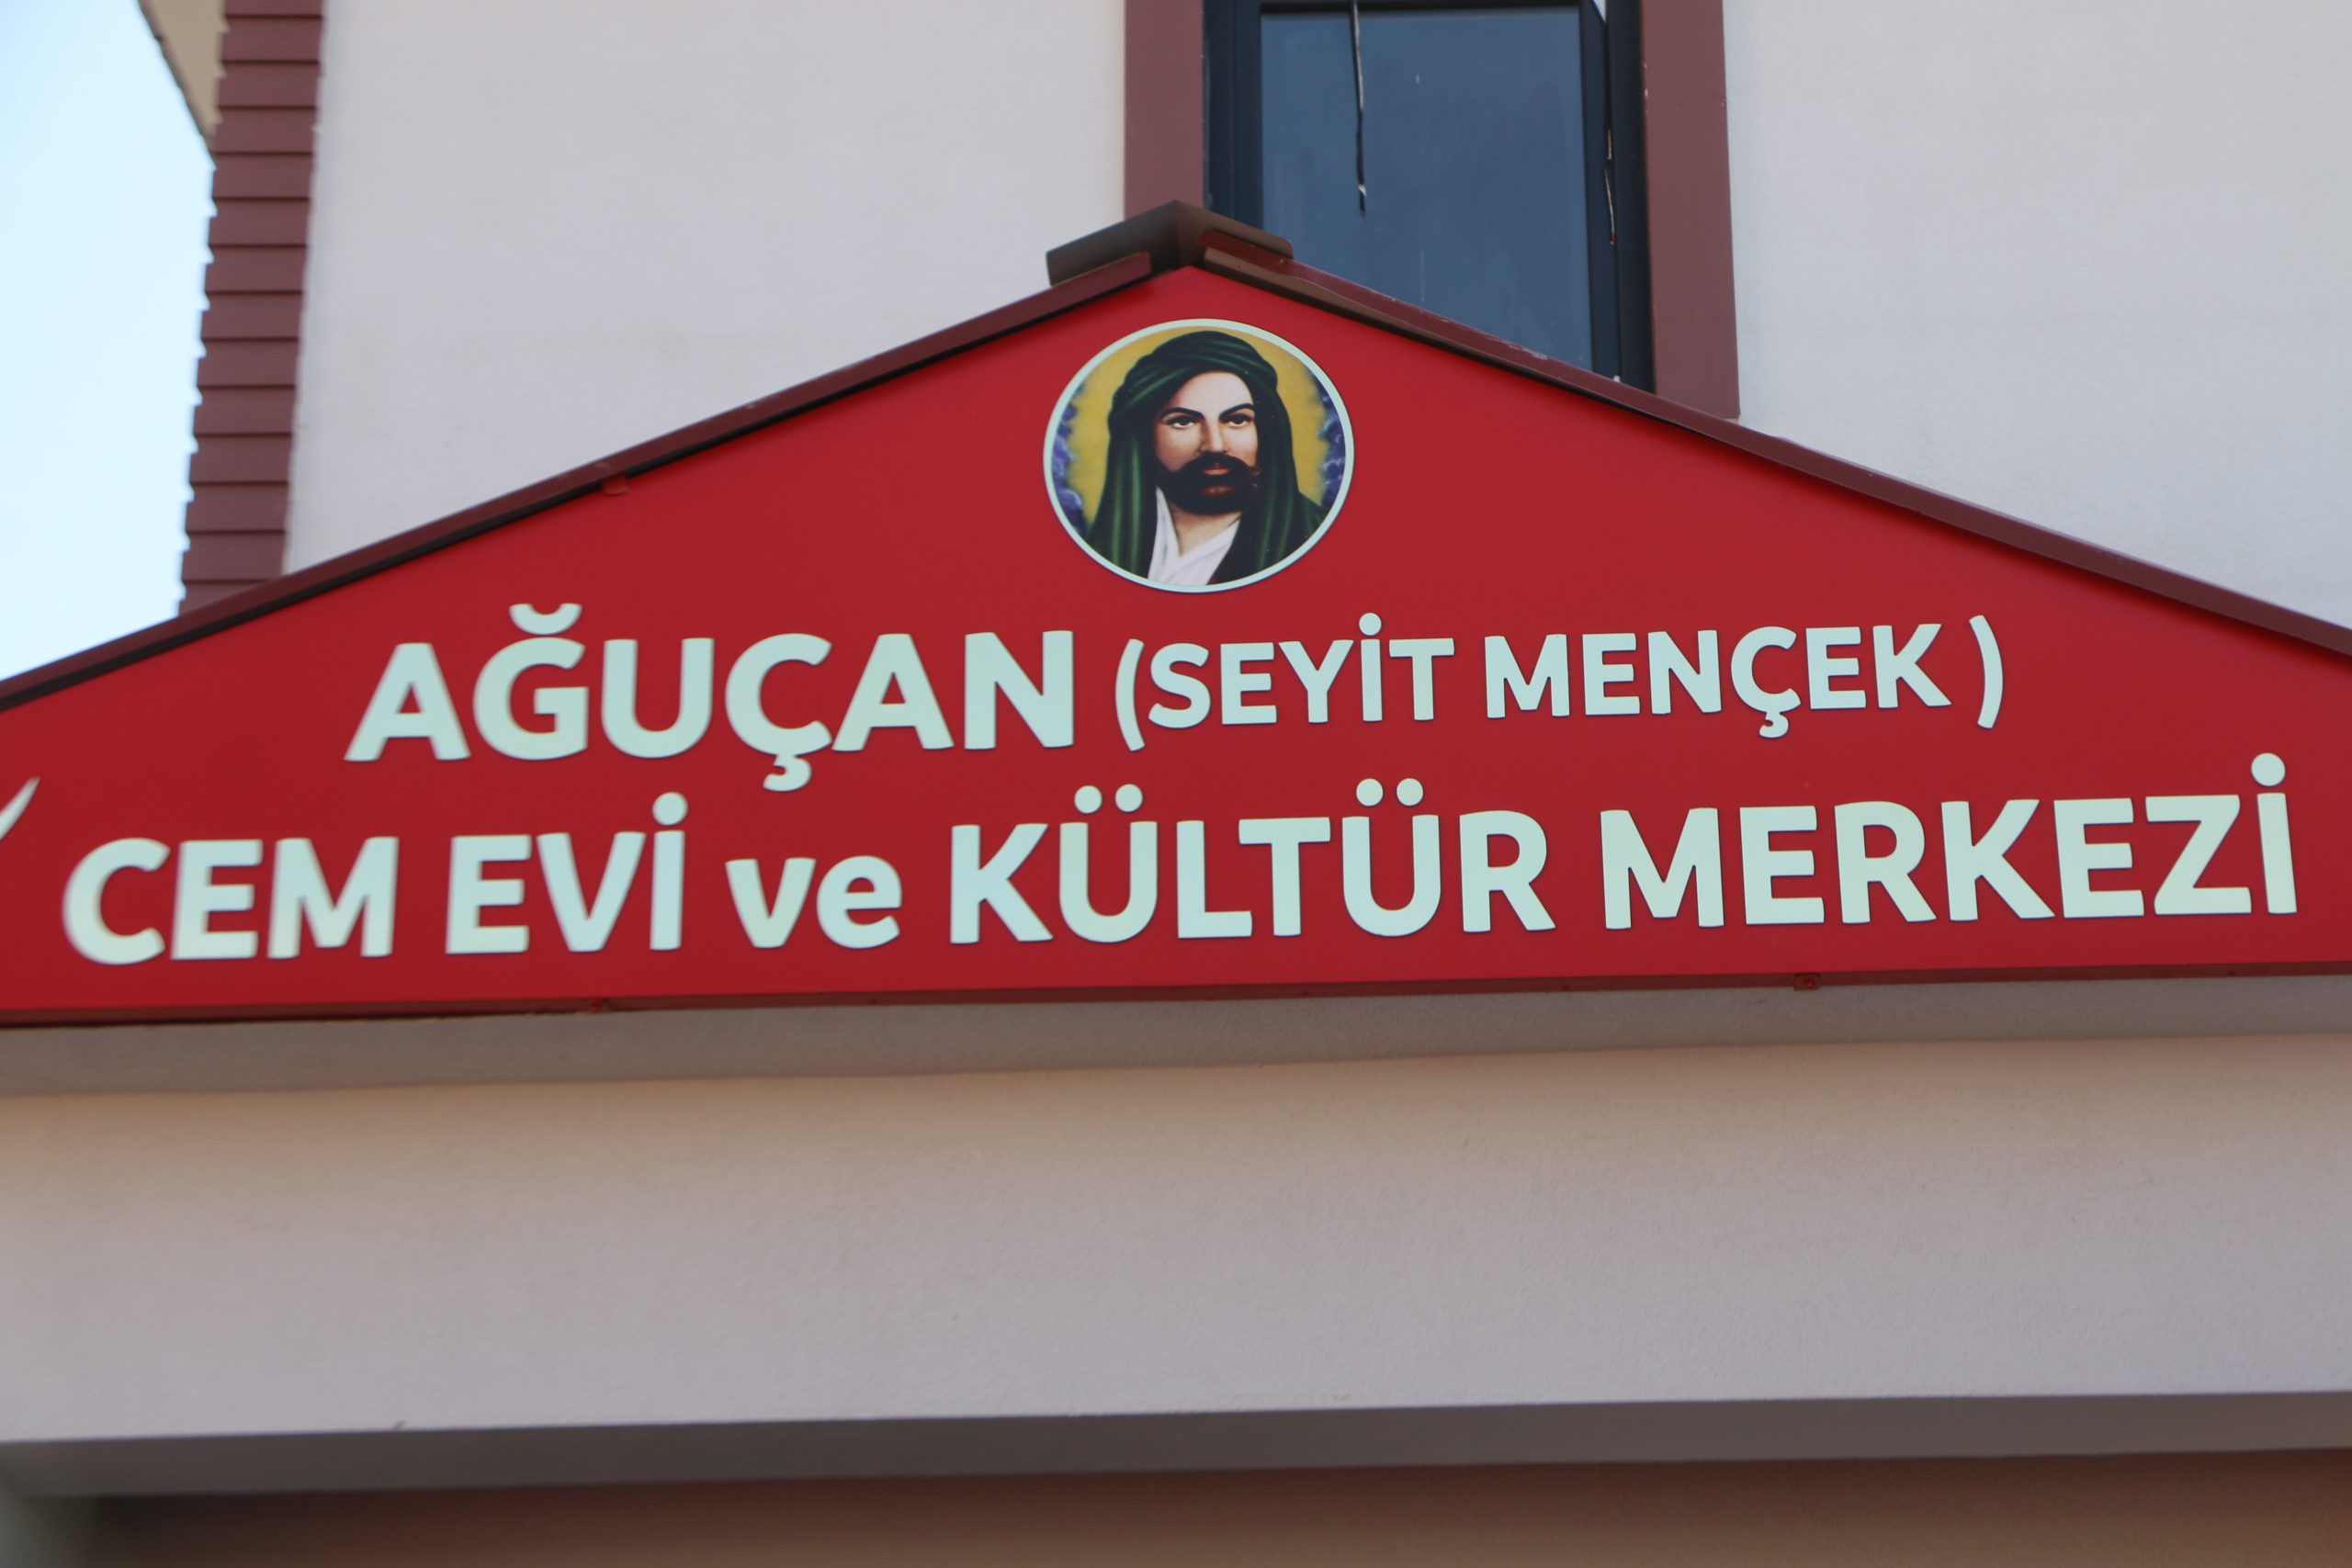 AĞUÇAN (SEYİT MENÇEK )
CEM EVİ ve KÜLTÜR MERKEZİ